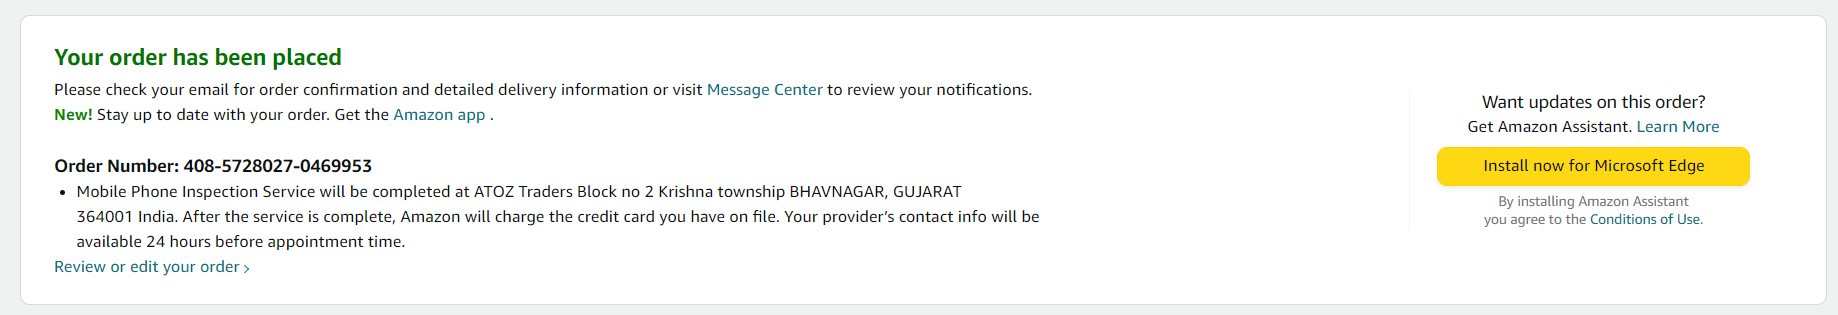 Your order has been placed
Please check your email for order confirmation and detailed delivery information or visit Message Center to review your notifications.
New! Stay up to date with your order. Get the Amazon app .
Order Number: 408-5728027-0469953
• Mobile Phone Inspection Service will be completed at ATOZ Traders Block no 2 Krishna township BHAVNAGAR, GUJARAT
364001 India. After the service is complete, Amazon will charge the credit card you have on file. Your provider’s contact info will be
available 24 hours before appointment time.
Review or edit your order ›
Want updates on this order?
Get Amazon Assistant. Learn More
Install now for Microsoft Edge
By installing Amazon Assistant
you agree to the Conditions of Use.